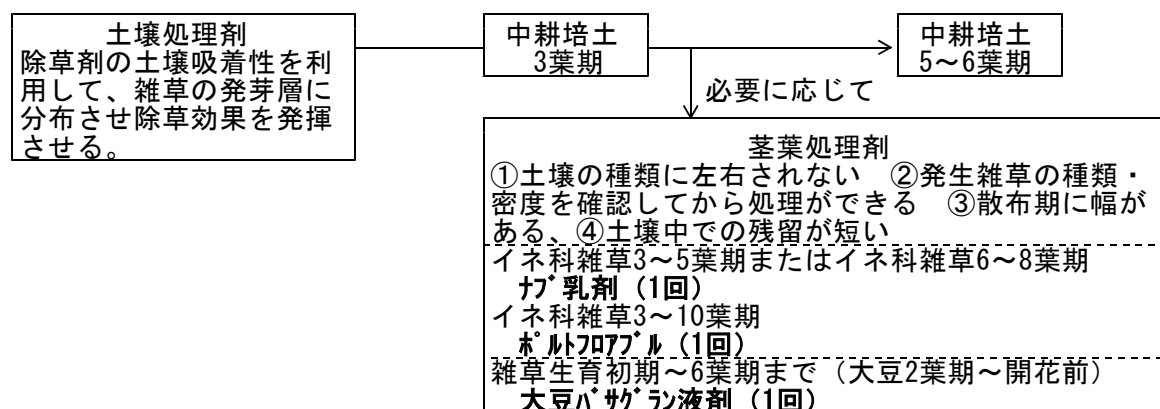 土壌処理剤
除草剤の土壌吸着性を利
用して、雑草の発芽層に
分布させ除草効果を発揮
させる。
中耕培土
3葉期
中耕培土
5～6葉期
必要に応じて
茎葉処理剤
①土壌の種類に左右されない　②発生雑草の種類・
密度を確認してから処理ができる　③散布期に幅が
ある、④土壌中での残留が短い
イネ科雑草3～5葉期またはイネ科雑草6～8葉期
ﾅﾌﾞ乳剤（1回）
イネ科雑草3～10葉期
ﾎﾟﾙﾄﾌﾛｱﾌﾞﾙ（1回）
雑草生育初期～6葉期まで（大豆2葉期～開花前）
大豆ﾊﾞｻｸﾞﾗﾝ液剤（1回）